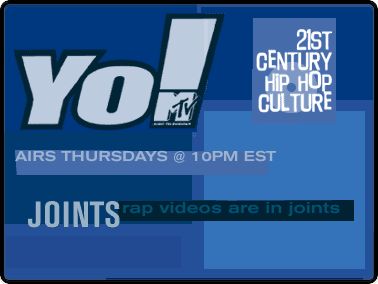 Yo!
MTV
21ST
CENTURY
HIP HOP
CULTURE
AIRS THURSDAYS @ 10PM EST
JOINTS
rap videos are in joints